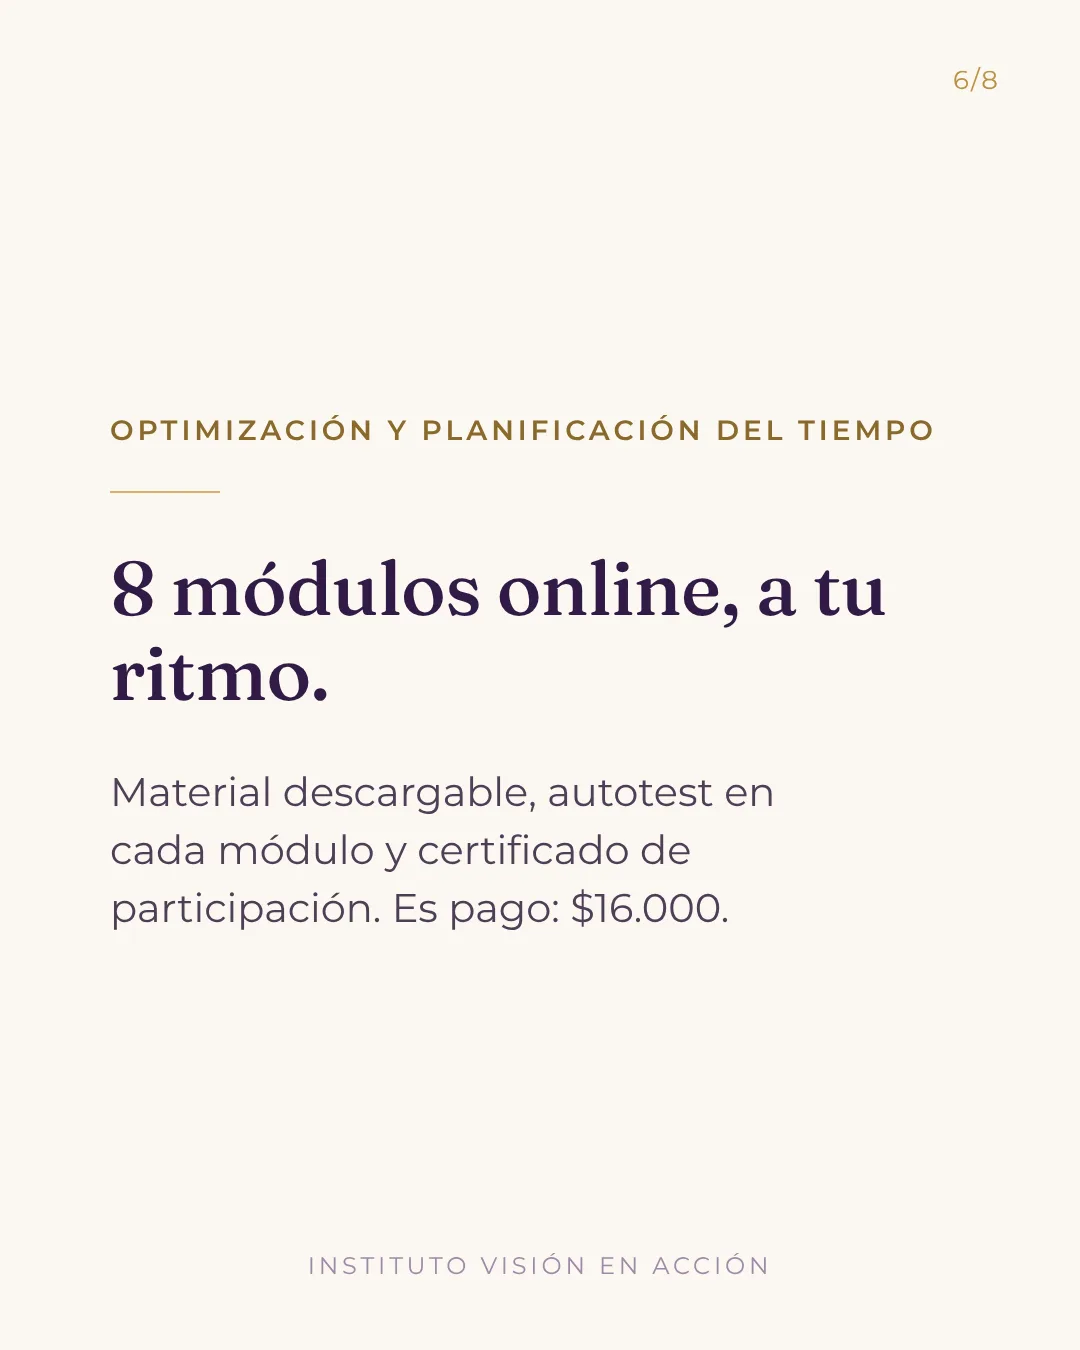 6/8
OPTIMIZACIÓN Y PLANIFICACIÓN DEL TIEMPO
8 módulos online, a tu
ritmo.
Material descargable, autotest en
cada módulo y certificado de
participación. Es pago: $16.000.
INSTITUTO VISIÓN EN ACCIÓN